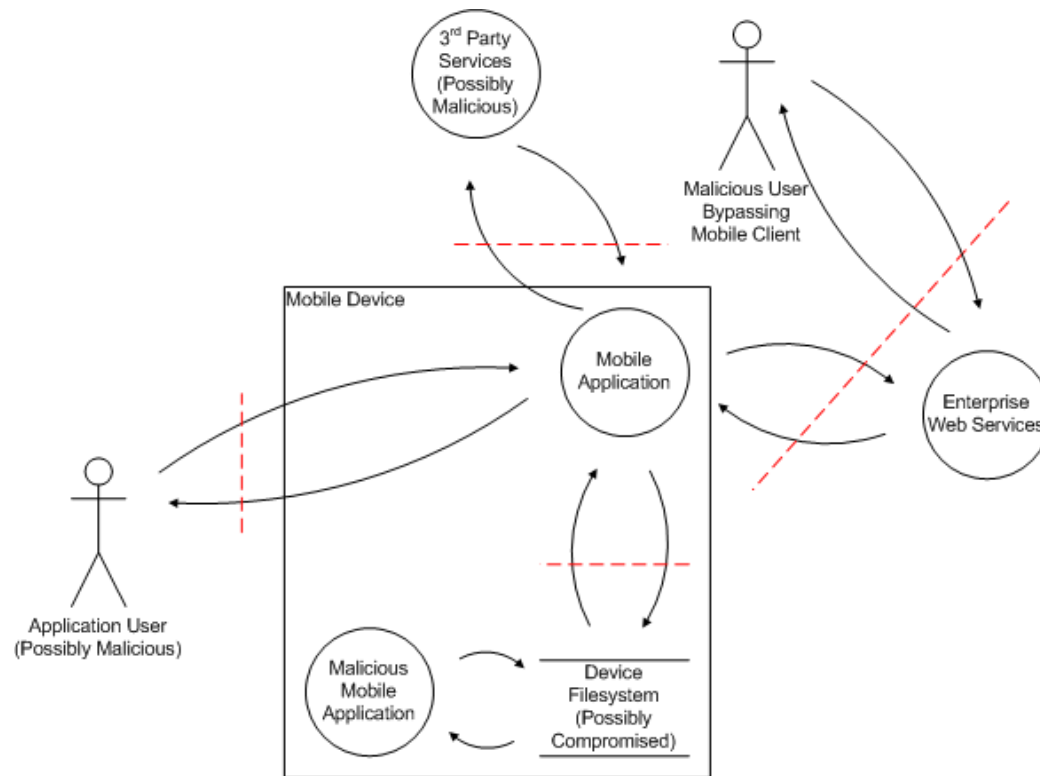 3rd Party
Services
(Possibly
Malicious)
Malicious User
Bypassing
Mobile Client
Mobile Device
Mobile
Application
Enterprise
Web Services
Application User
(Possibly Malicious)
Malicious
Mobile
Application
Device
Filesystem
(Possibly
Compromised)